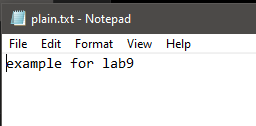 plain.txt - Notepad
File Edit Format View Help
example for lab9